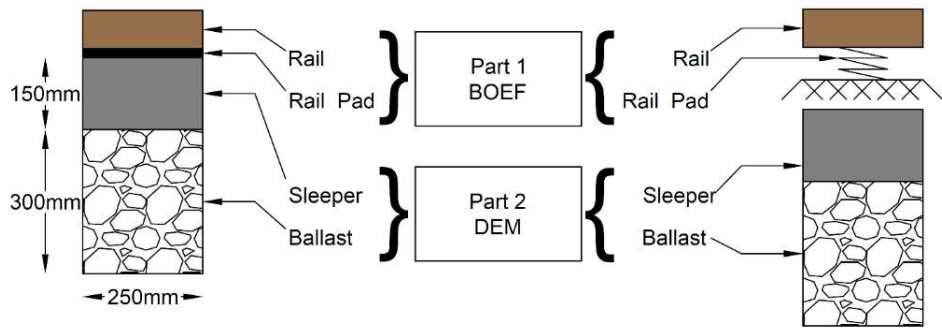 Rail
Rail Pad
150mm
Sleeper
300mm
Ballast
250mm
Part 1
BOEF
Part 2
DEM
Rail
Rail Pad
Sleeper
Ballast